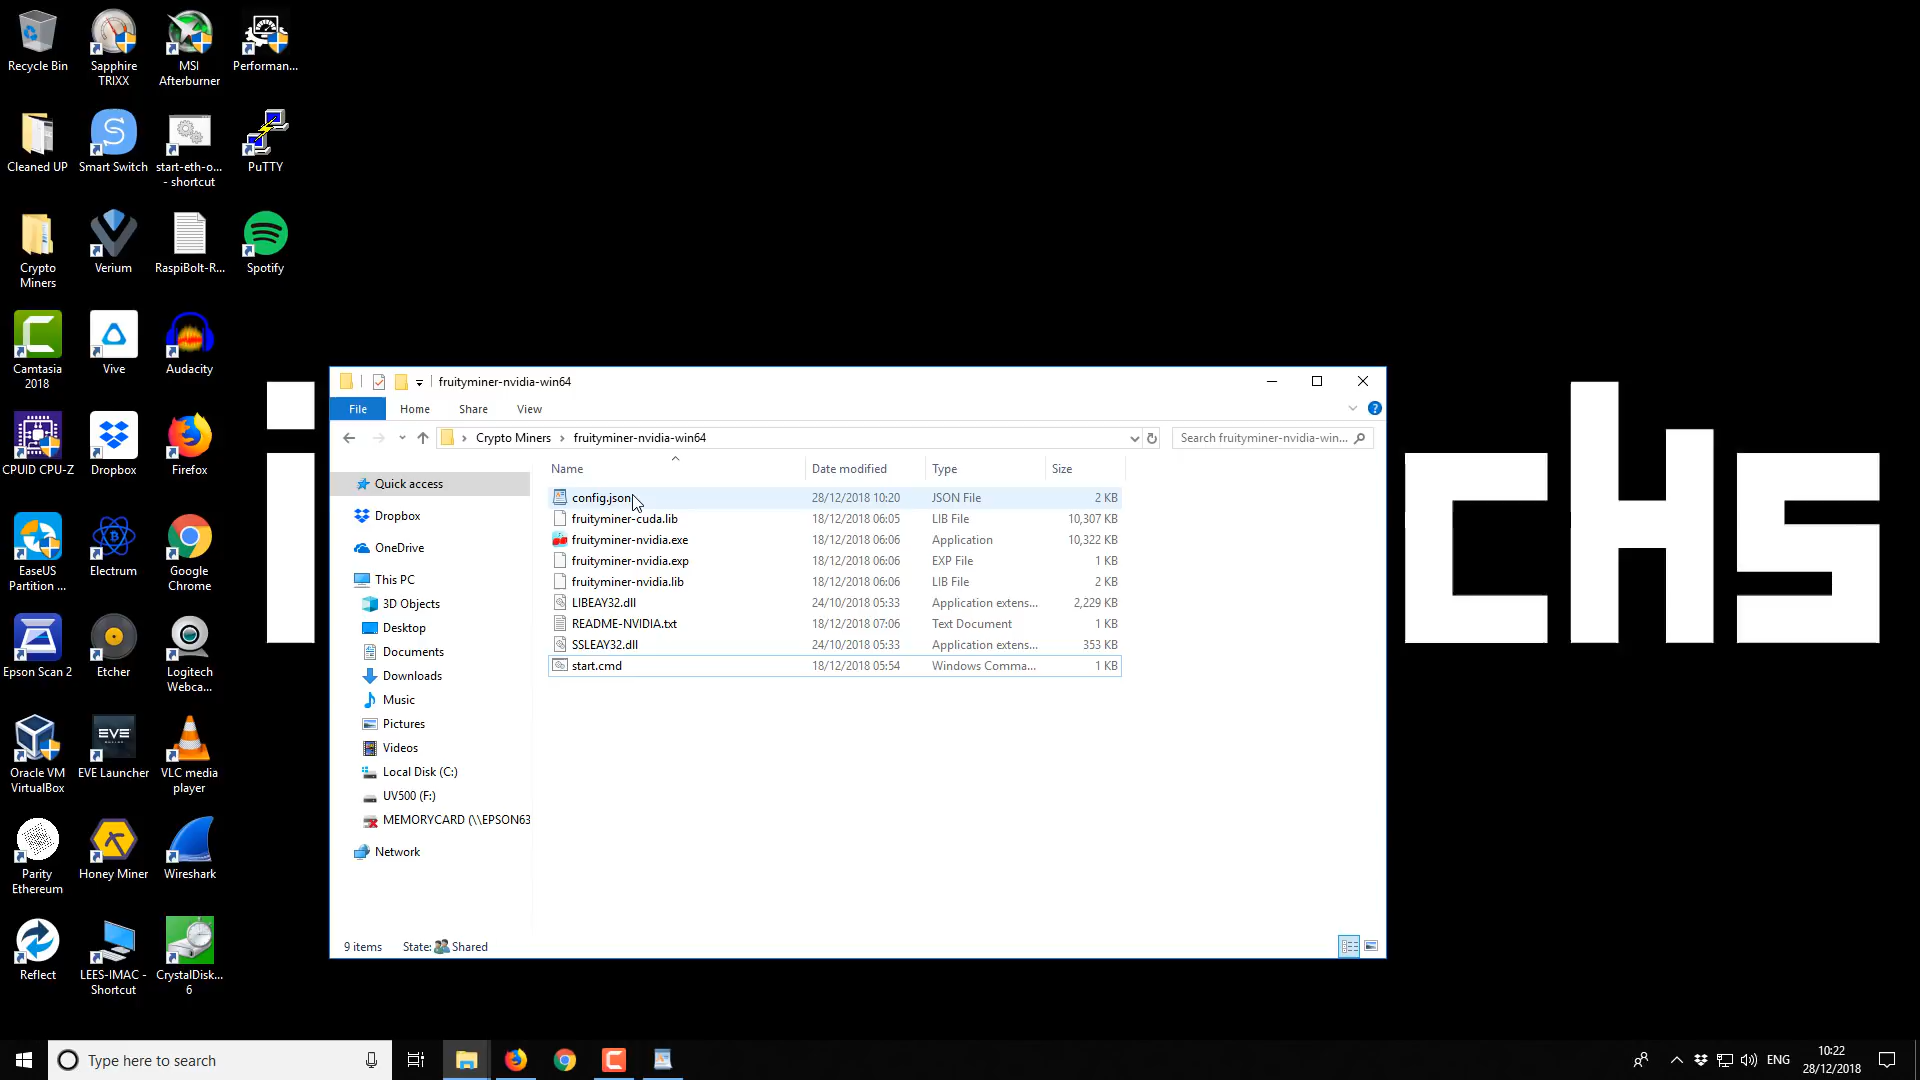 Recycle Bin
Sapphire
TRIXX
MSI
Afterburner
Performan...
Cleaned UP
Smart Switch
start-eth-o...
- shortcut
PuTTY
Crypto
Miners
Verium
RaspiBolt-R...
Spotify
Camtasia
2018
Vive
Audacity
CPUID CPU-Z
Dropbox
Firefox
EaseUS
Partition ...
Electrum
Google
Chrome
Epson Scan 2
Etcher
Logitech
Webca...
Oracle VM
VirtualBox
EVE
EVE Launcher
VLC media
player
Parity
Ethereum
Honey Miner
Wireshark
Reflect
LEES-IMAC -
Shortcut
CrystalDisk...
6
i
chs
fruityminer-nvidia-win64
File Home Share View
Crypto Miners > fruityminer-nvidia-win64
Search fruityminer-nvidia-win...
Name Date modified Type Size
Quick access
Dropbox
OneDrive
This PC
3D Objects
Desktop
Documents
Downloads
Music
Pictures
Videos
Local Disk (C:)
UV500 (F:)
MEMORYCARD (\\EPSON63
Network
config.json 28/12/2018 10:20 JSON File 2 KB
fruityminer-cuda.lib 18/12/2018 06:05 LIB File 10,307 KB
fruityminer-nvidia.exe 18/12/2018 06:06 Application 10,322 KB
fruityminer-nvidia.exp 18/12/2018 06:06 EXP File 1 KB
fruityminer-nvidia.lib 18/12/2018 06:06 LIB File 2 KB
LIBEAY32.dll 24/10/2018 05:33 Application extens... 2,229 KB
README-NVIDIA.txt 18/12/2018 07:06 Text Document 1 KB
SSLEAY32.dll 24/10/2018 05:33 Application extens... 353 KB
start.cmd 18/12/2018 05:54 Windows Comma... 1 KB
9 items State: Shared
Type here to search
ENG
10:22
28/12/2018